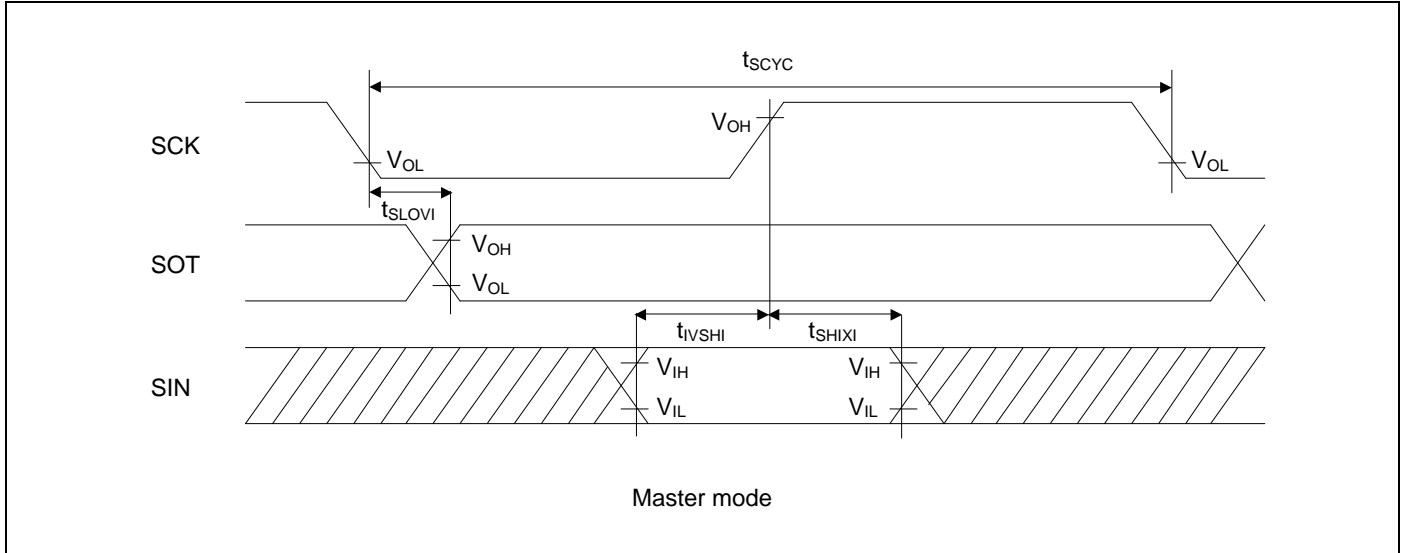 tSCYC
SCK
VOH
VOL
VOL
tSLOVI
SOT
VOH
VOL
tIVSHI
tSHIXI
SIN
VIH
VIH
VIL
VIL
Master mode